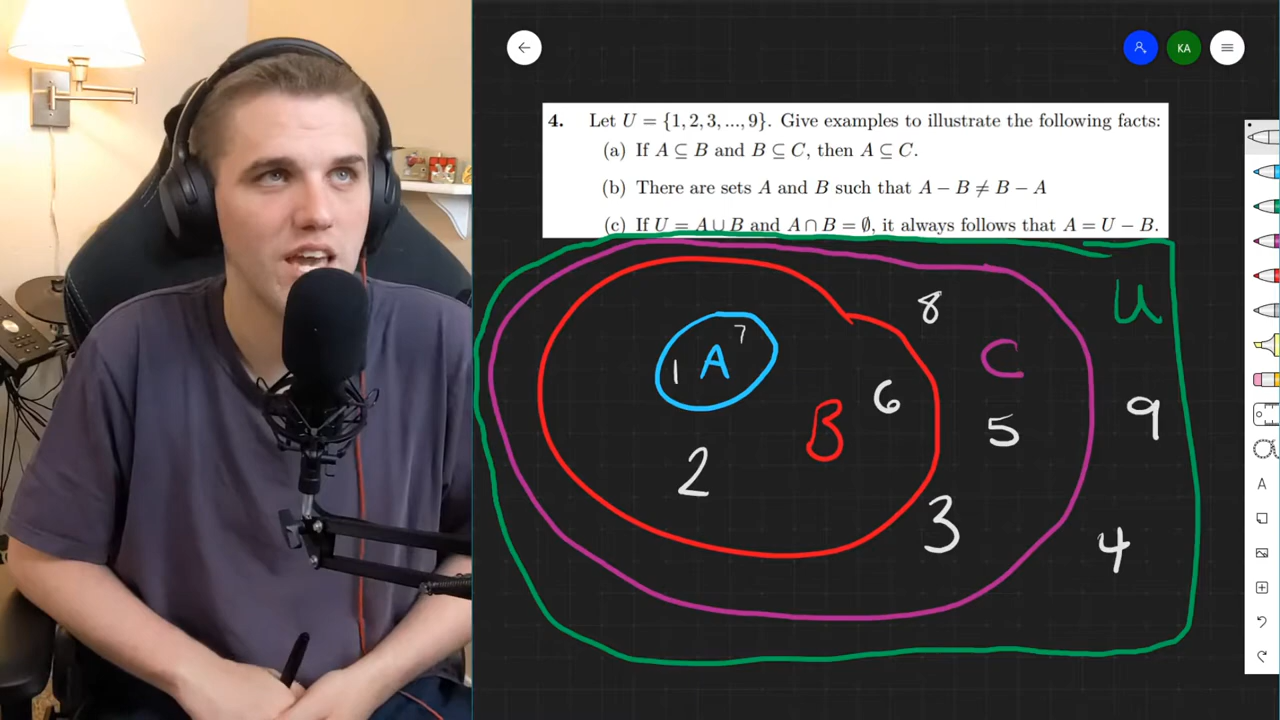 KA
4. Let U = {1, 2, 3, ..., 9}. Give examples to illustrate the following facts:
(a) If A ⊆ B and B ⊆ C, then A ⊆ C.
(b) There are sets A and B such that A − B ≠ B − A
(c) If U = A ∪ B and A ∩ B = ∅, it always follows that A = U − B.
U
8
7
1 A
C
6
9
B
5
2
3
4
A